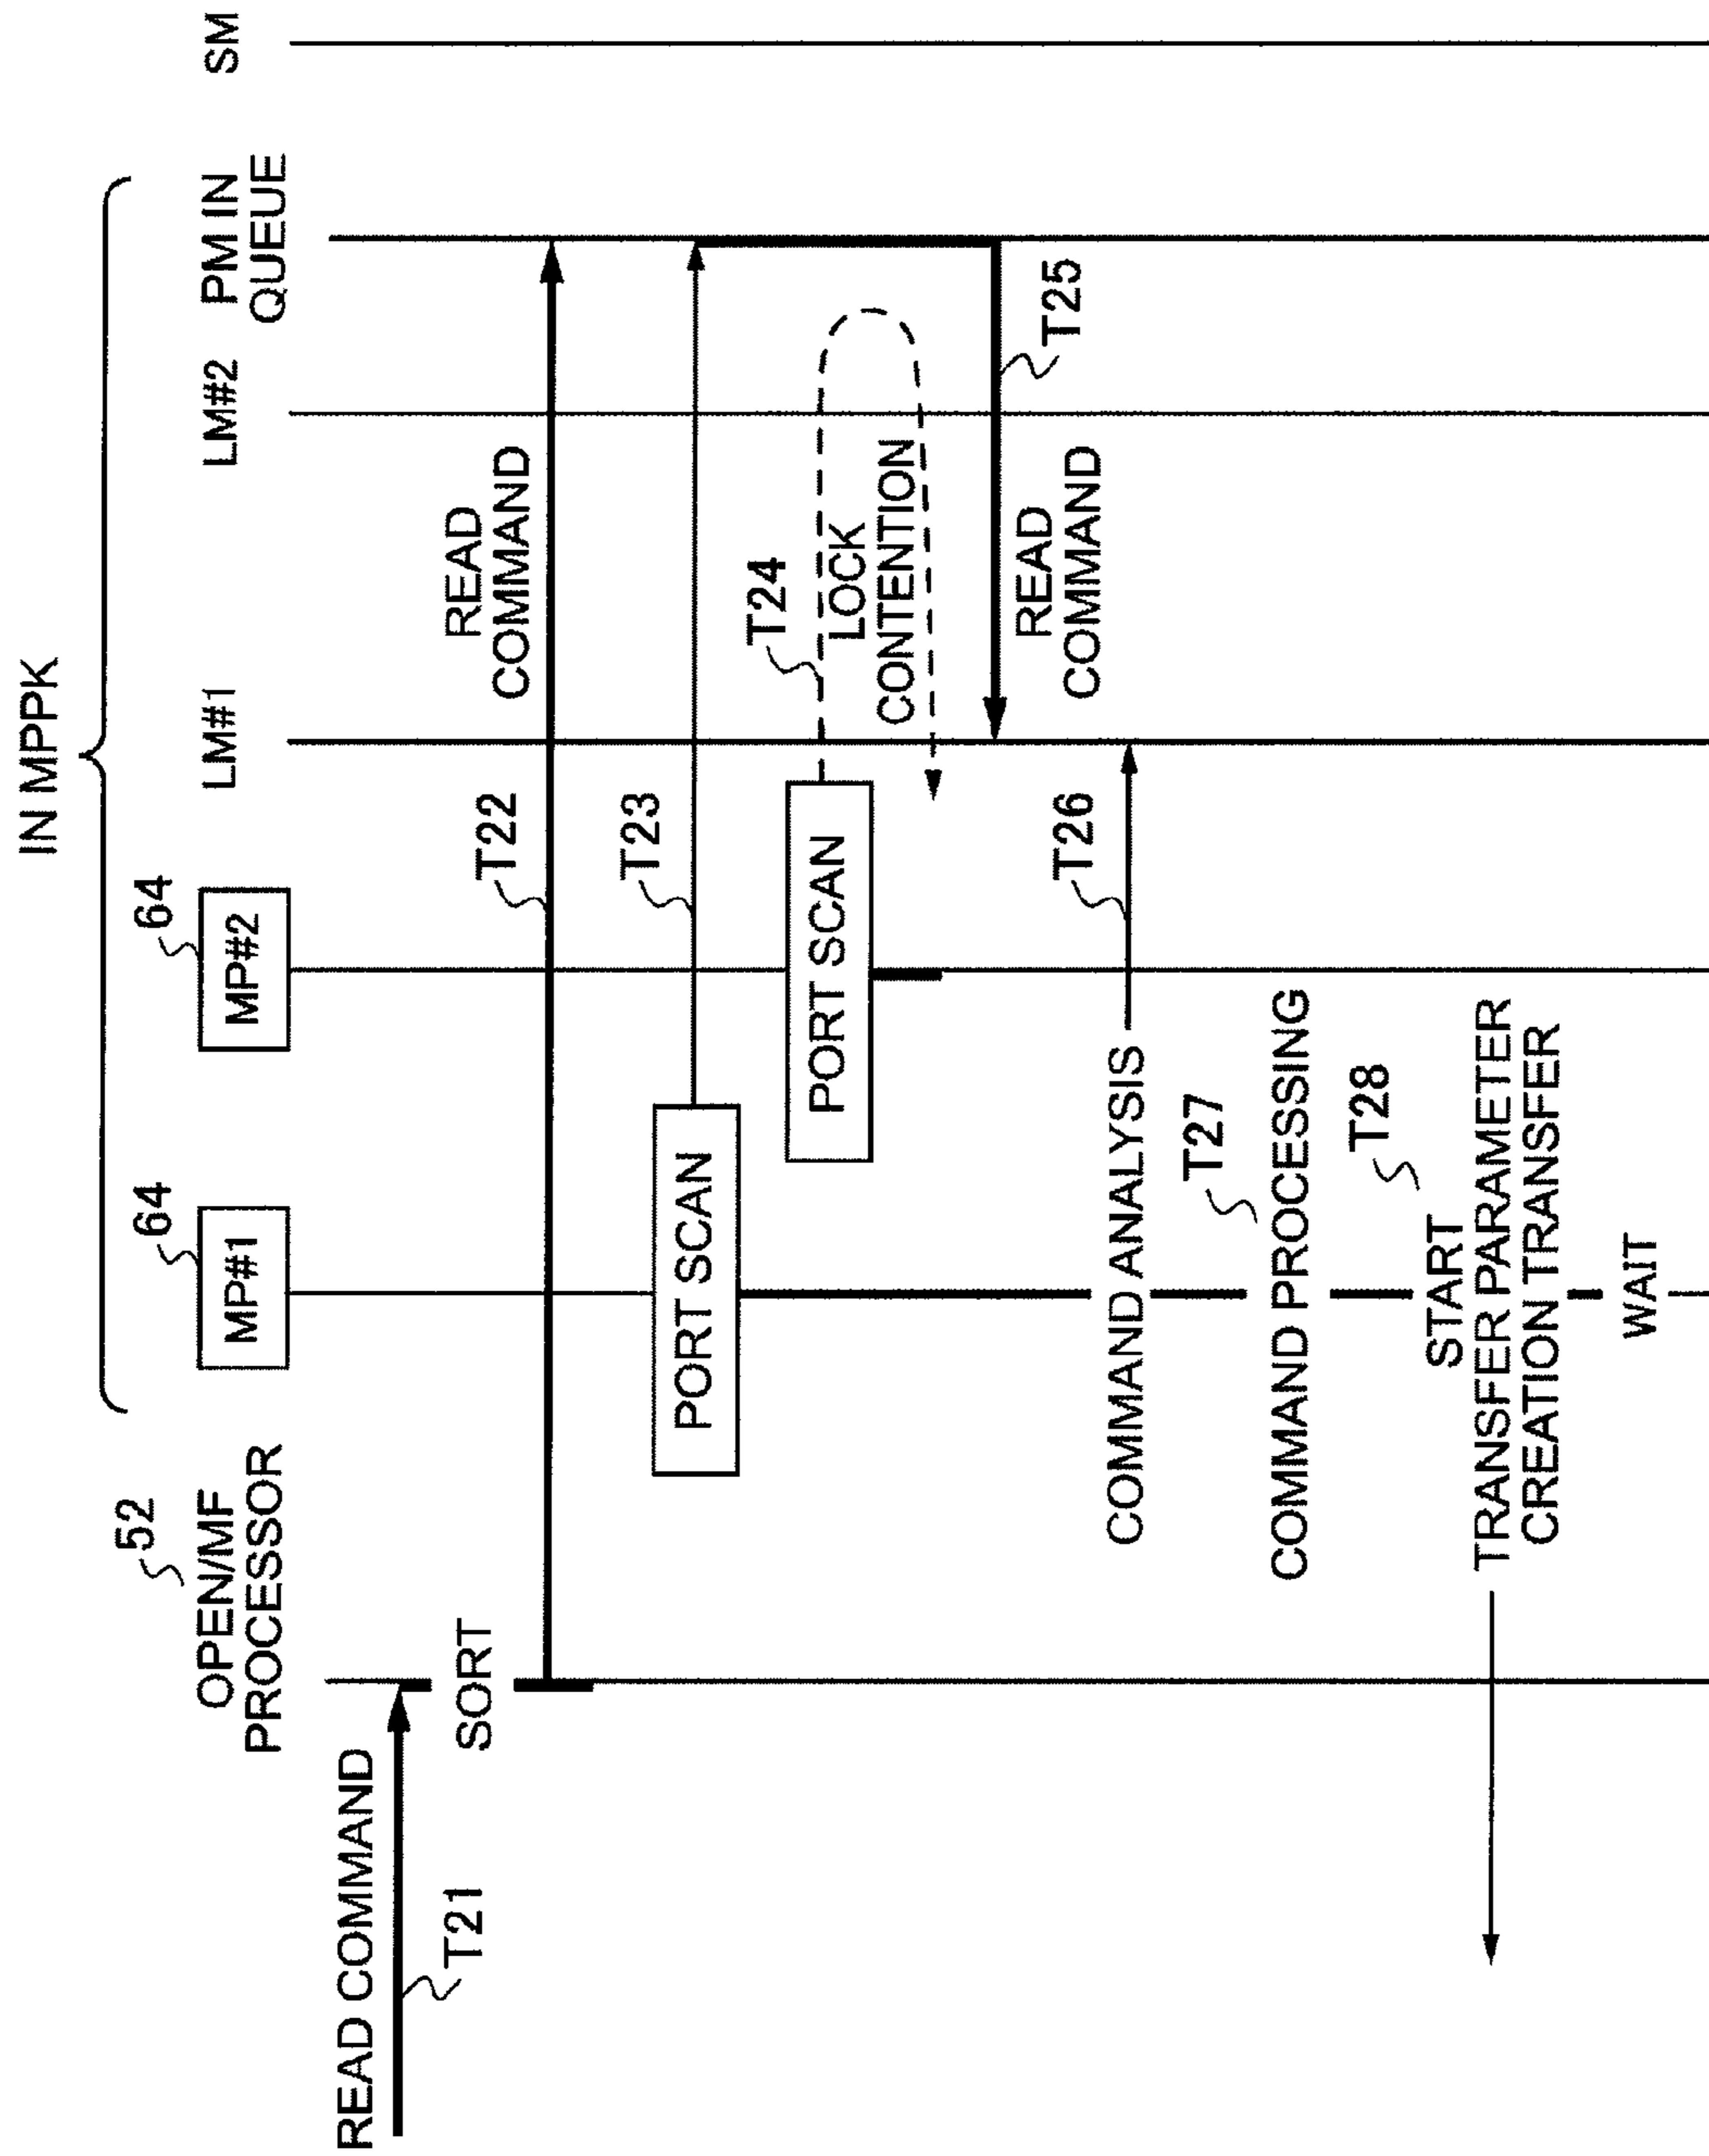 IN MPPK
52
OPEN/MF
PROCESSOR
64
MP#1
64
MP#2
LM#1
LM#2
PM IN
QUEUE
SM
READ COMMAND
T21
SORT
T22
READ
COMMAND
PORT SCAN
T23
PORT SCAN
T24
LOCK
CONTENTION
T25
READ
COMMAND
COMMAND ANALYSIS
T26
T27
COMMAND PROCESSING
T28
START
TRANSFER PARAMETER
CREATION TRANSFER
WAIT